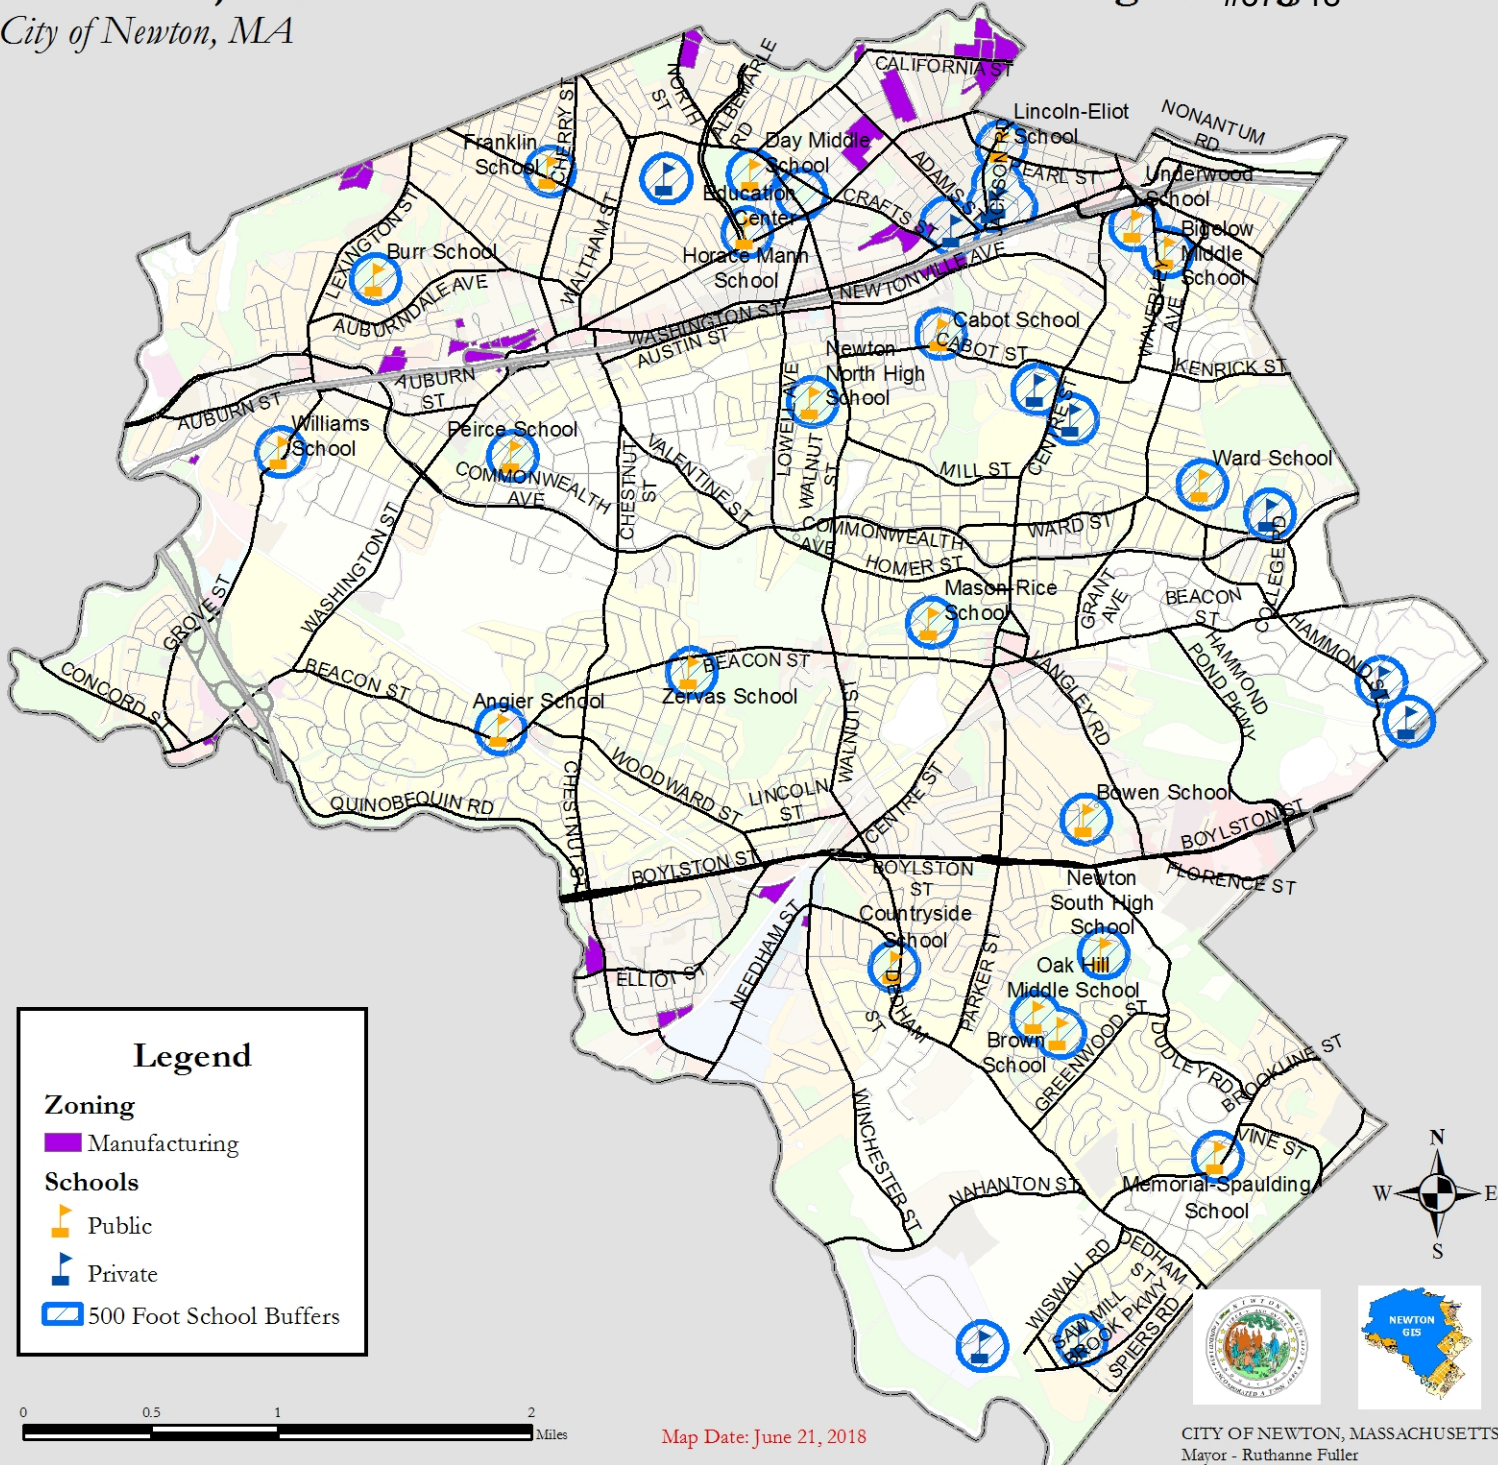 City of Newton, MA
CALIFORNIA ST
NORTH
ST
ALBEMARLE
RD
CHERRY ST
Franklin
School
Day Middle
School
Lincoln-Eliot
School
NONANTUM
RD
Education
Center
ADAMS ST
JACKSON RD
PEARL ST
Underwood
School
CRAFTS ST
LEXINGTON ST
WALTHAM ST
Burr School
Horace Mann
School
Bigelow
Middle
School
AUBURNDALE AVE
NEWTONVILLE AVE
WASHINGTON ST
AUSTIN ST
Cabot School
CABOT ST
WAVERLEY
AVE
KENRICK ST
Newton
North High
School
AUBURN
ST
AUBURN ST
LOWELL AVE
WALNUT
ST
CENTRE ST
Williams
School
Peirce School
COMMONWEALTH
AVE
CHESTNUT
ST
VALENTINE ST
MILL ST
Ward School
COMMONWEALTH
AVE
WARD ST
HOMER ST
WASHINGTON ST
GROVE ST
Mason-Rice
School
GRANT
AVE
BEACON
ST
COLLEGE RD
HAMMOND ST
HAMMOND
POND PKWY
CONCORD ST
BEACON ST
BEACON ST
Angier School
Zervas School
LANGLEY RD
WALNUT ST
WOODWARD ST
LINCOLN
ST
CENTRE ST
Bowen School
QUINOBEQUIN RD
CHESTNUT ST
BOYLSTON ST
BOYLSTON ST
BOYLSTON
ST
FLORENCE ST
Newton
South High
School
Countryside
School
NEEDHAM ST
PARKER ST
ELLIOT ST
Oak Hill
Middle School
DEDHAM
ST
Brown
School
GREENWOOD ST
DUDLEY RD
BROOKLINE ST
VINE ST
WINCHESTER ST
NAHANTON ST
Memorial-Spaulding
School
WISWALL RD
DEDHAM
ST
SAW MILL
BROOK PKWY
SPIERS RD
Legend
Zoning
Manufacturing
Schools
Public
Private
500 Foot School Buffers
N
W
E
S
NEWTON
GIS
0 0.5 1 2
Miles
Map Date: June 21, 2018
CITY OF NEWTON, MASSACHUSETTS
Mayor - Ruthanne Fuller